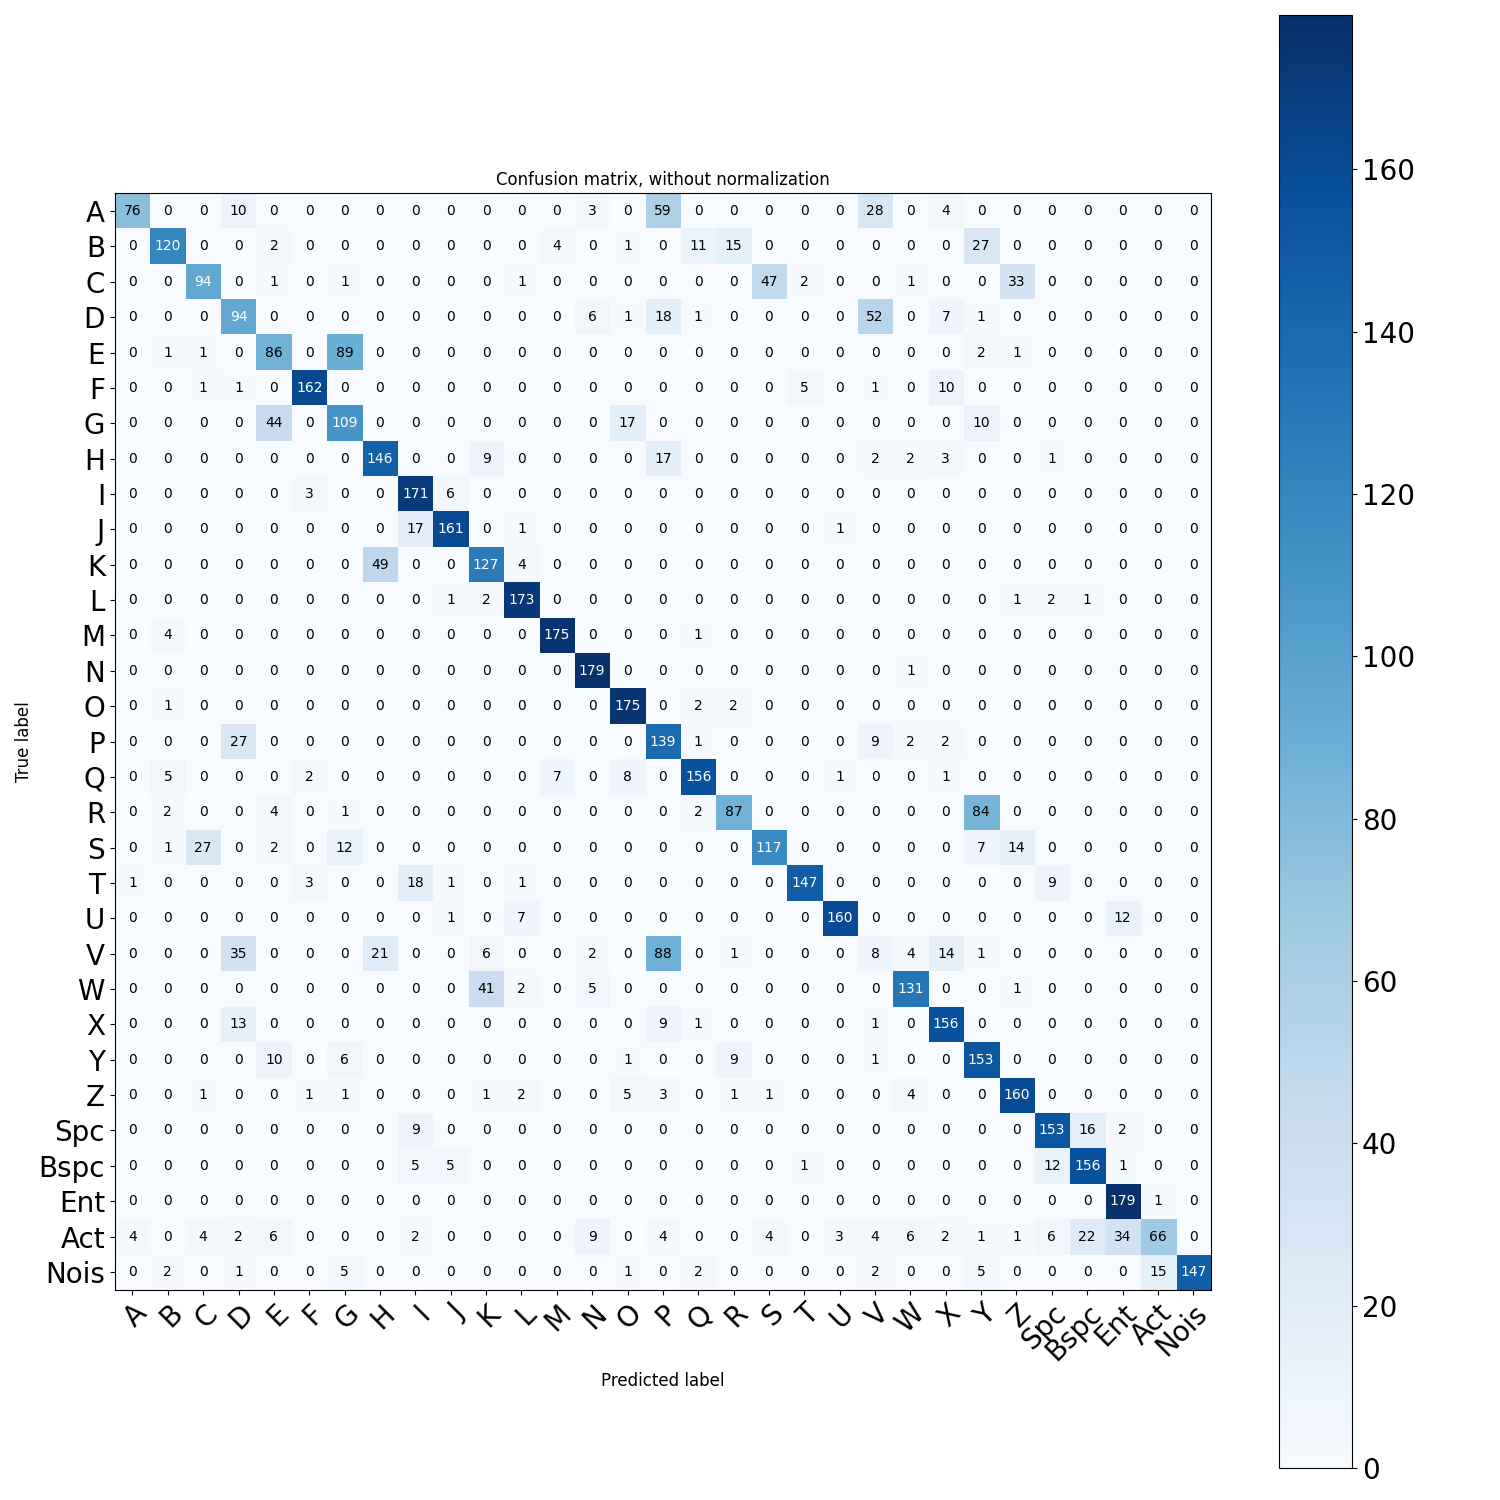 Confusion matrix, without normalization
True label
A 76 0 0 10 0 0 0 0 0 0 0 0 0 3 0 59 0 0 0 0 0 28 0 4 0 0 0 0 0 0 0
B 0 120 0 0 2 0 0 0 0 0 0 0 4 0 1 0 11 15 0 0 0 0 0 0 27 0 0 0 0 0 0
C 0 0 94 0 1 0 1 0 0 0 0 1 0 0 0 0 0 0 47 2 0 0 1 0 0 33 0 0 0 0 0
D 0 0 0 94 0 0 0 0 0 0 0 0 0 6 1 18 1 0 0 0 0 52 0 7 1 0 0 0 0 0 0
E 0 1 1 0 86 0 89 0 0 0 0 0 0 0 0 0 0 0 0 0 0 0 0 0 2 1 0 0 0 0 0
F 0 0 1 1 0 162 0 0 0 0 0 0 0 0 0 0 0 0 0 5 0 1 0 10 0 0 0 0 0 0 0
G 0 0 0 0 44 0 109 0 0 0 0 0 0 0 17 0 0 0 0 0 0 0 0 0 10 0 0 0 0 0 0
H 0 0 0 0 0 0 0 146 0 0 9 0 0 0 0 17 0 0 0 0 0 2 2 3 0 0 1 0 0 0 0
I 0 0 0 0 0 3 0 0 171 6 0 0 0 0 0 0 0 0 0 0 0 0 0 0 0 0 0 0 0 0 0
J 0 0 0 0 0 0 0 0 17 161 0 1 0 0 0 0 0 0 0 0 1 0 0 0 0 0 0 0 0 0 0
K 0 0 0 0 0 0 0 49 0 0 127 4 0 0 0 0 0 0 0 0 0 0 0 0 0 0 0 0 0 0 0
L 0 0 0 0 0 0 0 0 0 1 2 173 0 0 0 0 0 0 0 0 0 0 0 0 0 1 2 1 0 0 0
M 0 4 0 0 0 0 0 0 0 0 0 0 175 0 0 0 1 0 0 0 0 0 0 0 0 0 0 0 0 0 0
N 0 0 0 0 0 0 0 0 0 0 0 0 0 179 0 0 0 0 0 0 0 0 1 0 0 0 0 0 0 0 0
O 0 1 0 0 0 0 0 0 0 0 0 0 0 0 175 0 2 2 0 0 0 0 0 0 0 0 0 0 0 0 0
P 0 0 0 27 0 0 0 0 0 0 0 0 0 0 0 139 1 0 0 0 0 9 2 2 0 0 0 0 0 0 0
Q 0 5 0 0 0 2 0 0 0 0 0 0 7 0 8 0 156 0 0 0 1 0 0 1 0 0 0 0 0 0 0
R 0 2 0 0 4 0 1 0 0 0 0 0 0 0 0 0 2 87 0 0 0 0 0 0 84 0 0 0 0 0 0
S 0 1 27 0 2 0 12 0 0 0 0 0 0 0 0 0 0 0 117 0 0 0 0 0 7 14 0 0 0 0 0
T 1 0 0 0 0 3 0 0 18 1 0 1 0 0 0 0 0 0 0 147 0 0 0 0 0 0 9 0 0 0 0
U 0 0 0 0 0 0 0 0 0 1 0 7 0 0 0 0 0 0 0 0 160 0 0 0 0 0 0 0 12 0 0
V 0 0 0 35 0 0 0 21 0 0 6 0 0 2 0 88 0 1 0 0 0 8 4 14 1 0 0 0 0 0 0
W 0 0 0 0 0 0 0 0 0 0 41 2 0 5 0 0 0 0 0 0 0 0 131 0 0 1 0 0 0 0 0
X 0 0 0 13 0 0 0 0 0 0 0 0 0 0 0 9 1 0 0 0 0 1 0 156 0 0 0 0 0 0 0
Y 0 0 0 0 10 0 6 0 0 0 0 0 0 0 1 0 0 9 0 0 0 1 0 0 153 0 0 0 0 0 0
Z 0 0 1 0 0 1 1 0 0 0 1 2 0 0 5 3 0 1 1 0 0 0 4 0 0 160 0 0 0 0 0
Spc 0 0 0 0 0 0 0 0 9 0 0 0 0 0 0 0 0 0 0 0 0 0 0 0 0 0 153 16 2 0 0
Bspc 0 0 0 0 0 0 0 0 5 5 0 0 0 0 0 0 0 0 0 1 0 0 0 0 0 0 12 156 1 0 0
Ent 0 0 0 0 0 0 0 0 0 0 0 0 0 0 0 0 0 0 0 0 0 0 0 0 0 0 0 0 179 1 0
Act 4 0 4 2 6 0 0 0 2 0 0 0 0 9 0 4 0 0 4 0 3 4 6 2 1 1 6 22 34 66 0
Nois 0 2 0 1 0 0 5 0 0 0 0 0 0 0 1 0 2 0 0 0 0 2 0 0 5 0 0 0 0 15 147
A B C D E F G H I J K L M N O P Q R S T U V W X Y Z Spc Bspc Ent Act Nois
Predicted label
160
140
120
100
80
60
40
20
0